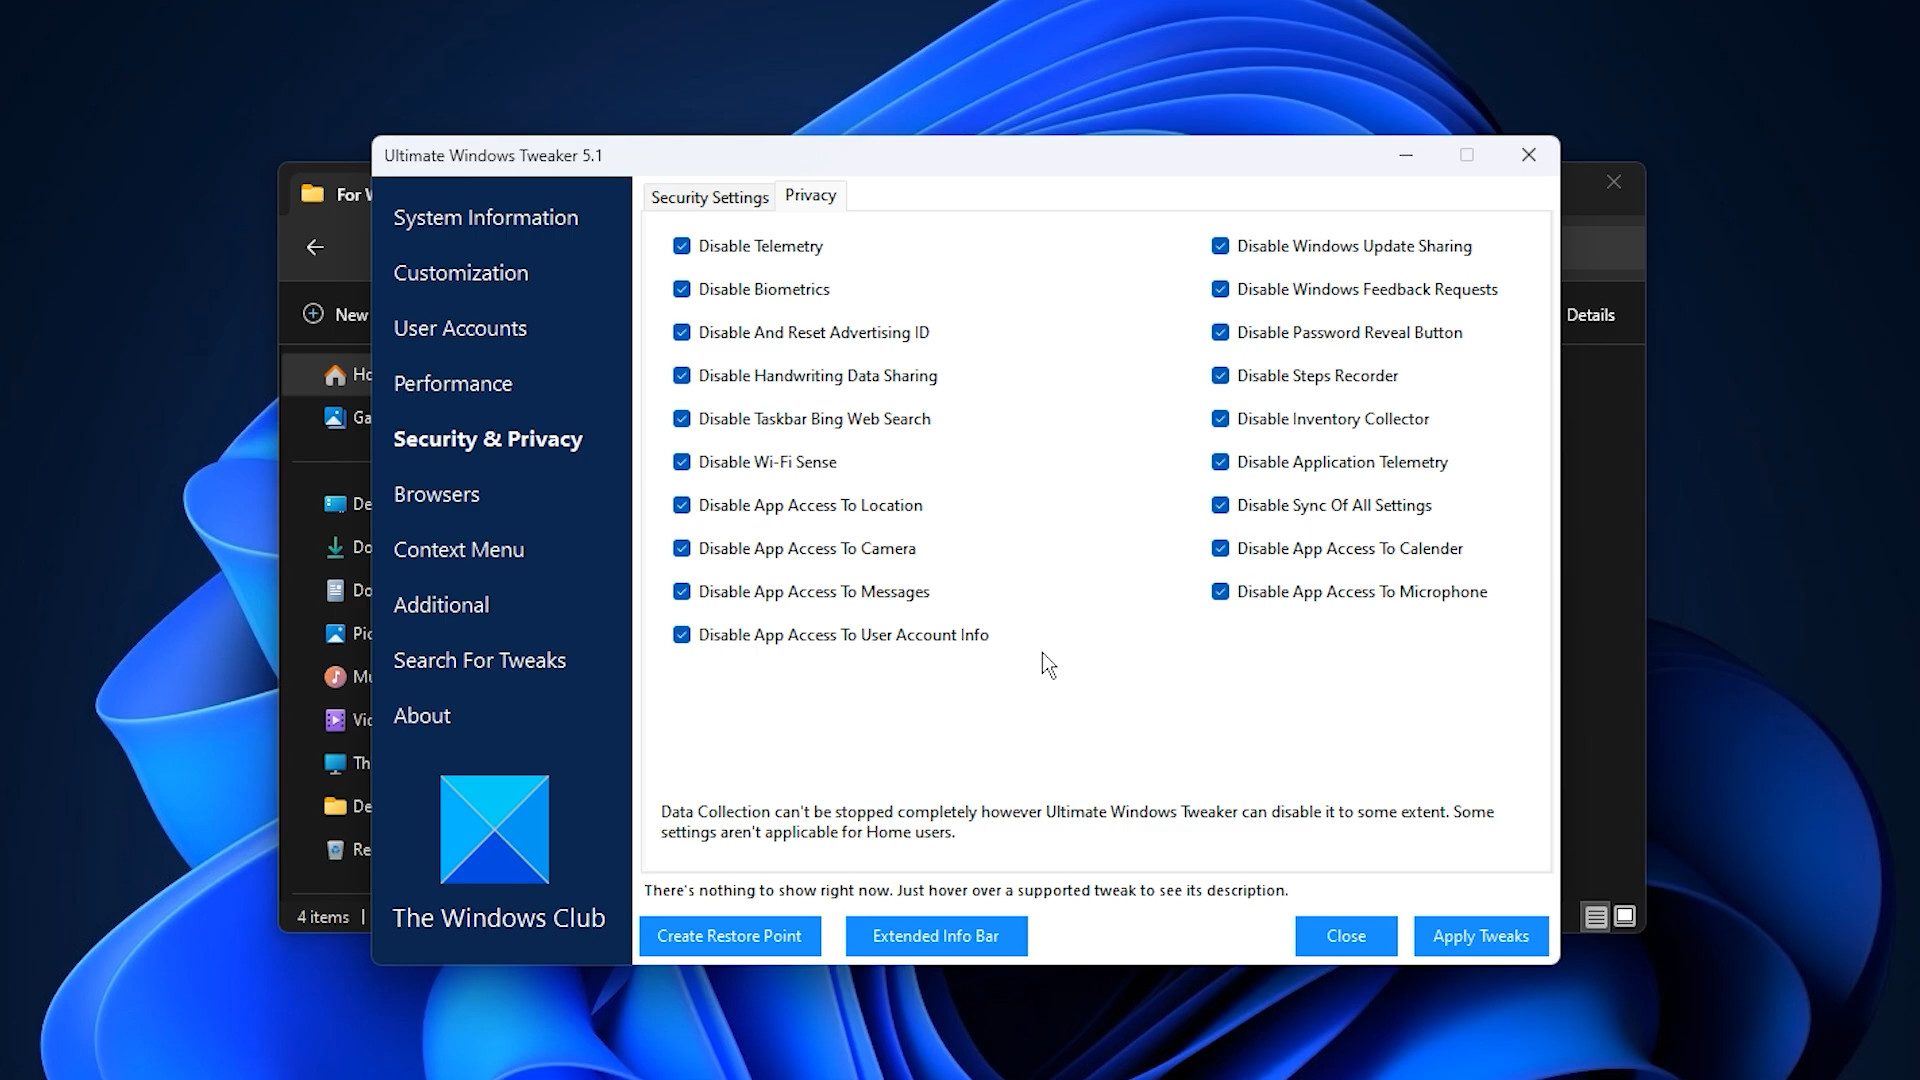 Ultimate Windows Tweaker 5.1
For
New
Details
4 items
System Information
Customization
User Accounts
Performance
Security & Privacy
Browsers
Context Menu
Additional
Search For Tweaks
About
The Windows Club
Security Settings
Privacy
Disable Telemetry
Disable Biometrics
Disable And Reset Advertising ID
Disable Handwriting Data Sharing
Disable Taskbar Bing Web Search
Disable Wi-Fi Sense
Disable App Access To Location
Disable App Access To Camera
Disable App Access To Messages
Disable App Access To User Account Info
Disable Windows Update Sharing
Disable Windows Feedback Requests
Disable Password Reveal Button
Disable Steps Recorder
Disable Inventory Collector
Disable Application Telemetry
Disable Sync Of All Settings
Disable App Access To Calender
Disable App Access To Microphone
Data Collection can't be stopped completely however Ultimate Windows Tweaker can disable it to some extent. Some
settings aren't applicable for Home users.
There's nothing to show right now. Just hover over a supported tweak to see its description.
Create Restore Point
Extended Info Bar
Close
Apply Tweaks